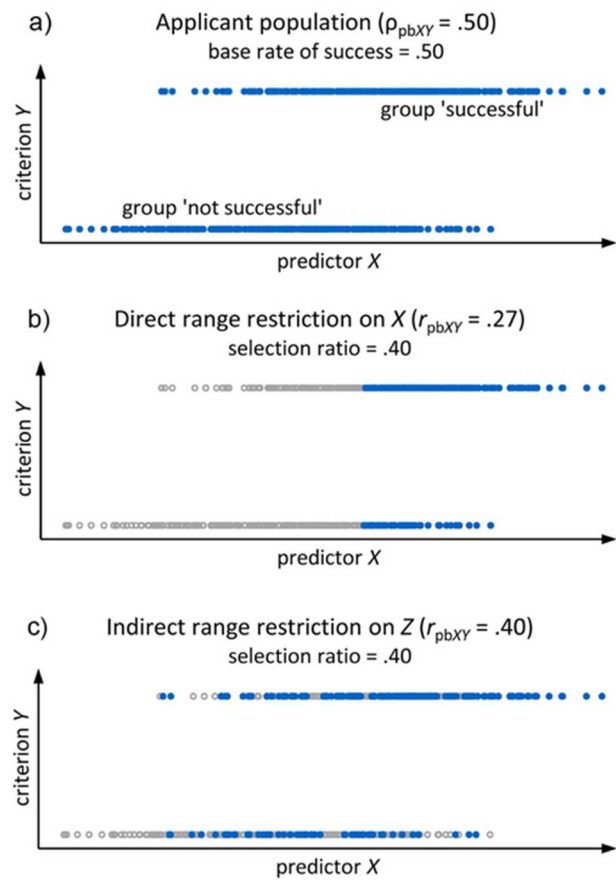 a) Applicant population (ρpbXY = .50)
base rate of success = .50
criterion Y
group 'successful'
group 'not successful'
predictor X
b) Direct range restriction on X (rpbXY = .27)
selection ratio = .40
criterion Y
predictor X
c) Indirect range restriction on Z (rpbXY = .40)
selection ratio = .40
criterion Y
predictor X